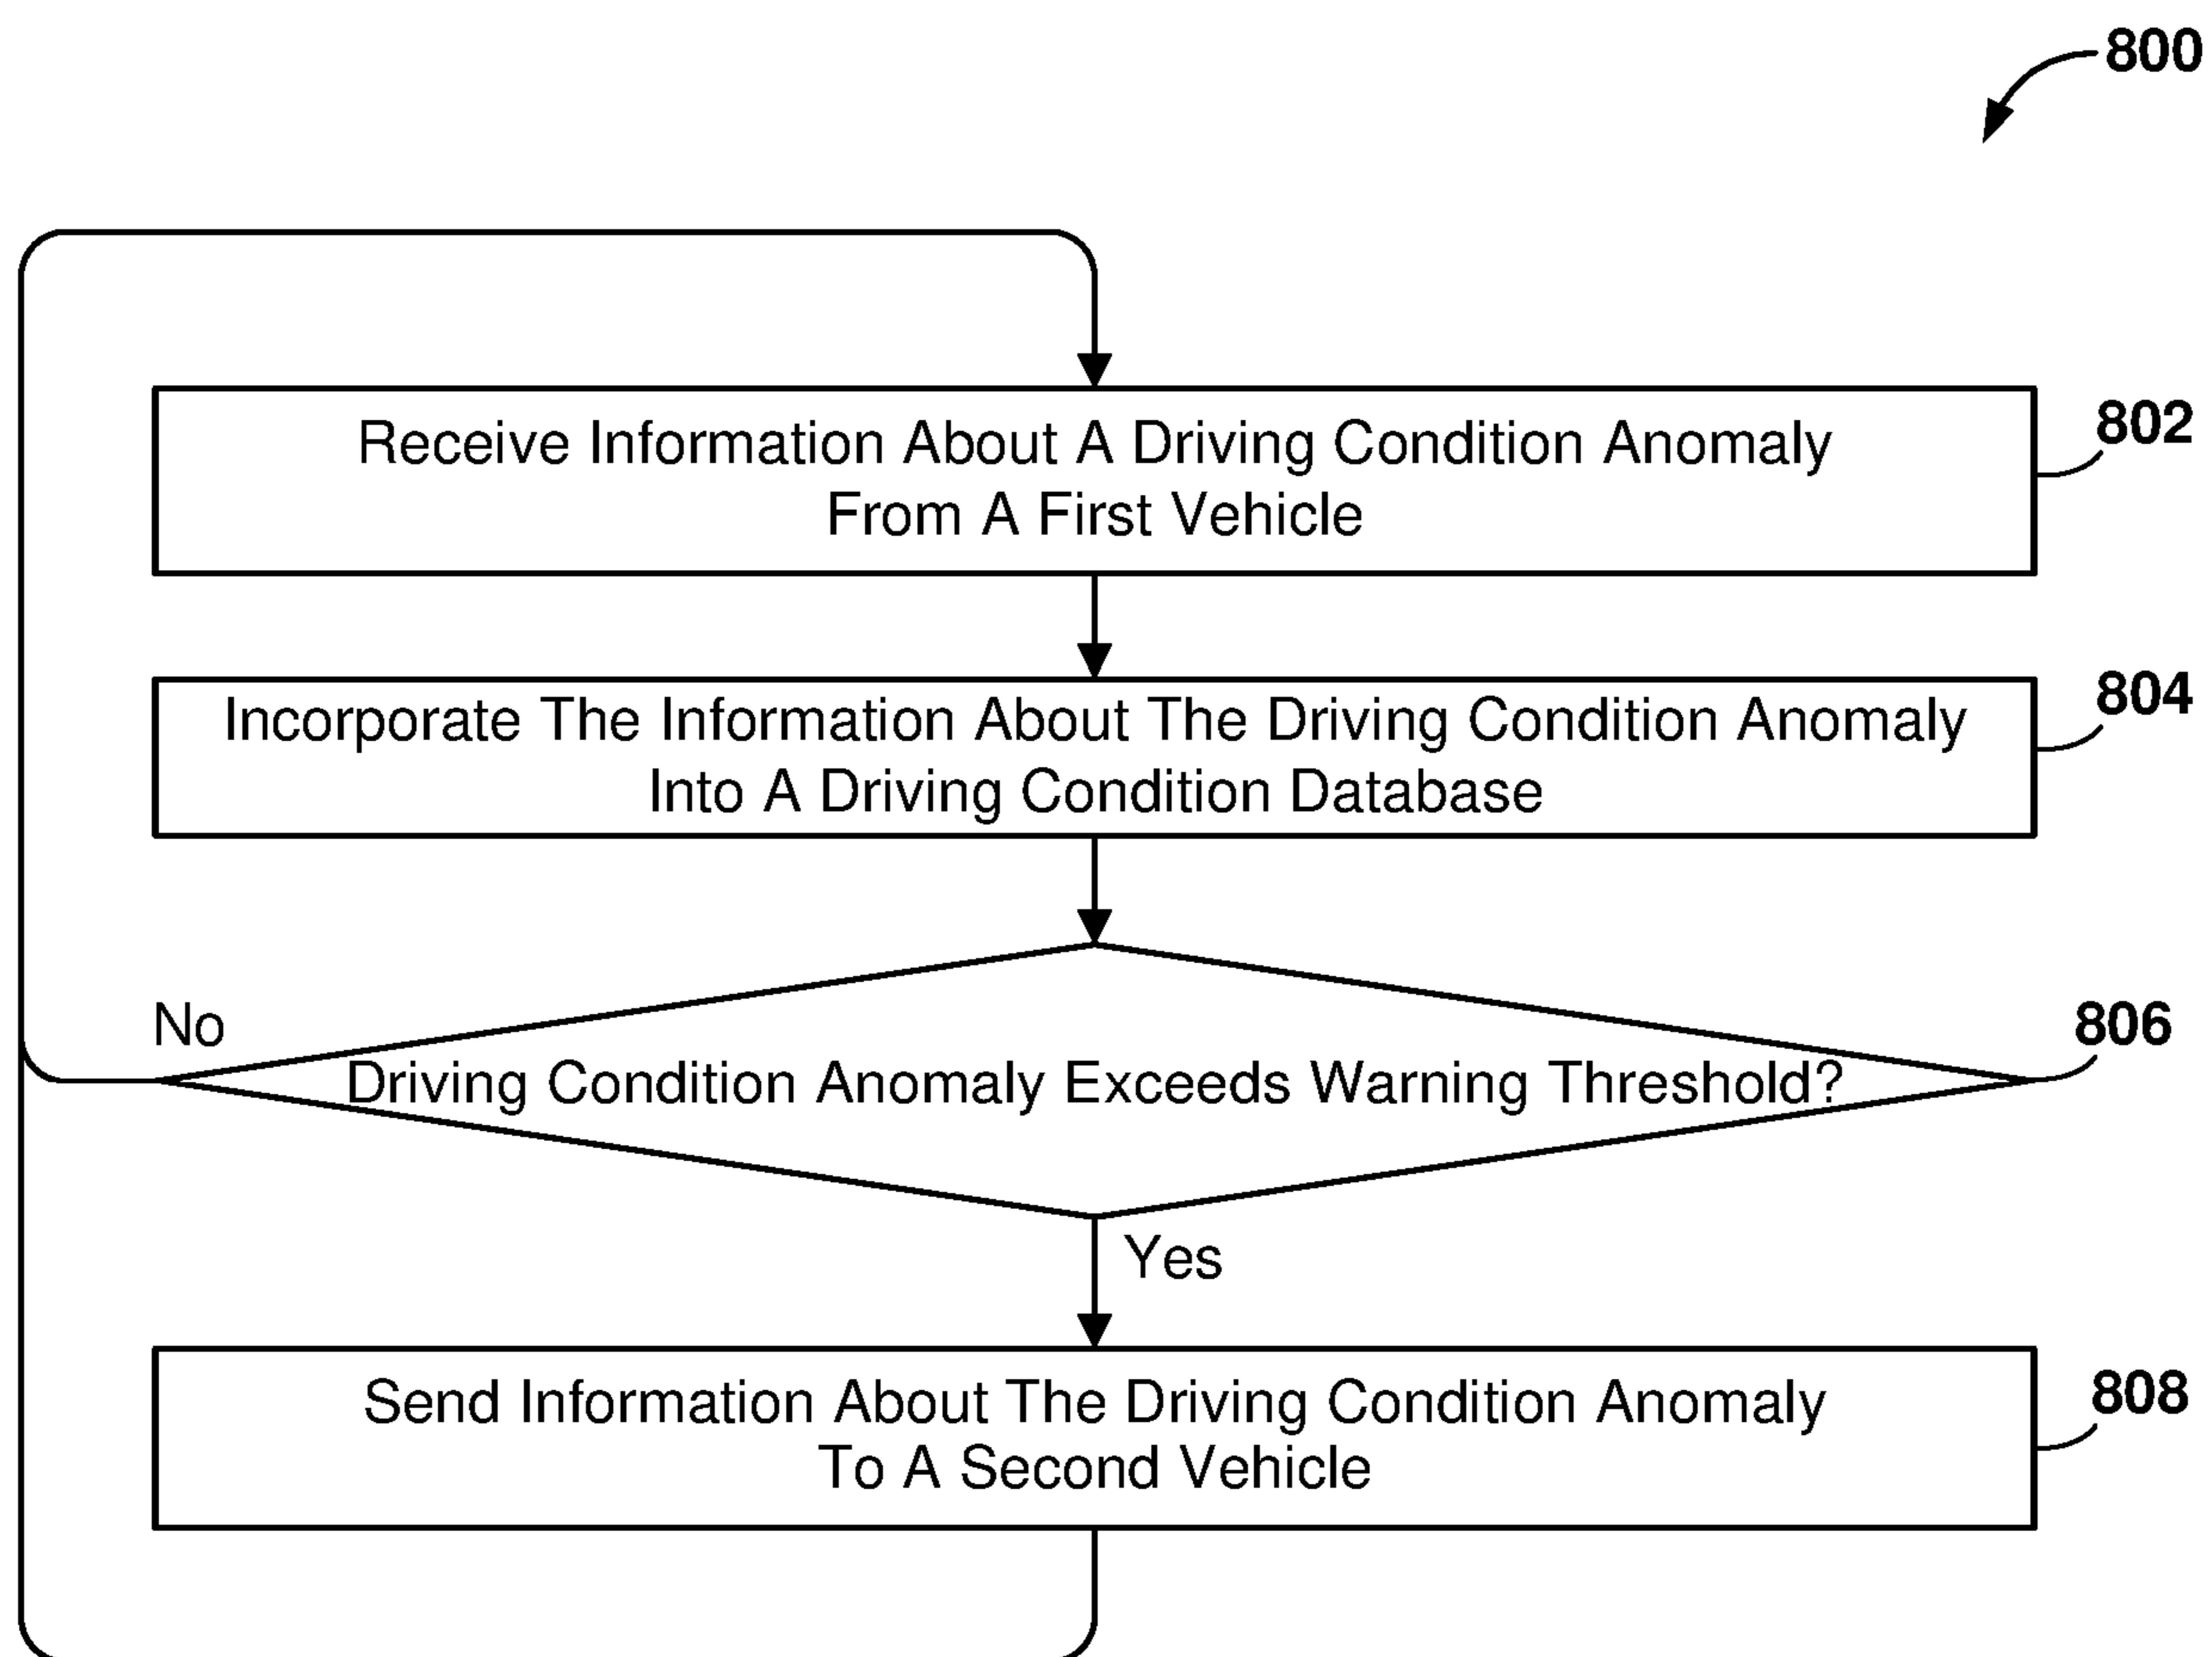 800
Receive Information About A Driving Condition Anomaly
From A First Vehicle
802
Incorporate The Information About The Driving Condition Anomaly
Into A Driving Condition Database
804
No
Driving Condition Anomaly Exceeds Warning Threshold?
806
Yes
Send Information About The Driving Condition Anomaly
To A Second Vehicle
808